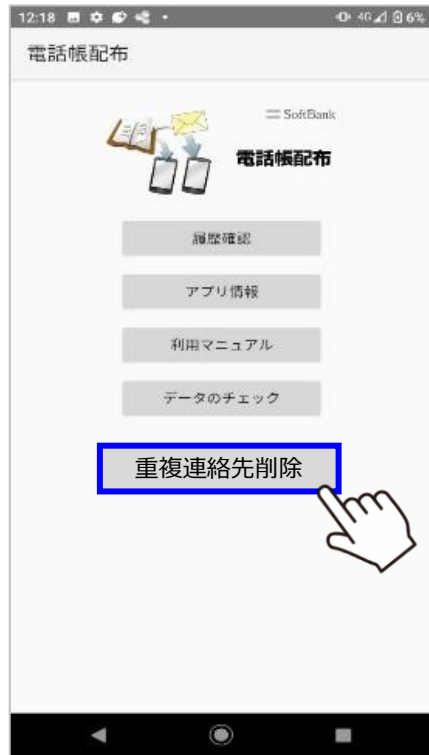 12:18 4G 6%
電話帳配布
SoftBank
電話帳配布
履歴確認
アプリ情報
利用マニュアル
データのチェック
重複連絡先削除